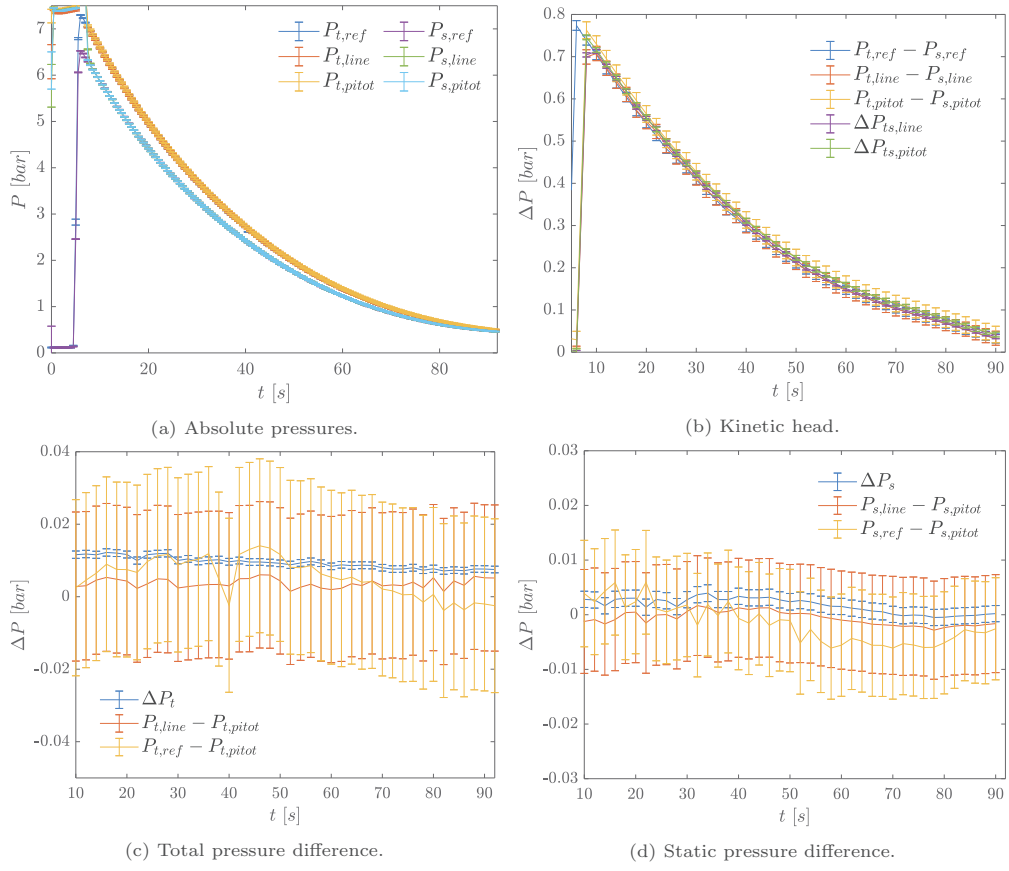 7
6
5
4
3
2
1
0
P [bar]
P_{t,ref} P_{s,ref}
P_{t,line} P_{s,line}
P_{t,pitot} P_{s,pitot}
0 20 40 60 80
t [s]
(a) Absolute pressures.
0.8
0.7
0.6
0.5
0.4
0.3
0.2
0.1
0
ΔP [bar]
P_{t,ref} − P_{s,ref}
P_{t,line} − P_{s,line}
P_{t,pitot} − P_{s,pitot}
ΔP_{ts,line}
ΔP_{ts,pitot}
10 20 30 40 50 60 70 80 90
t [s]
(b) Kinetic head.
0.04
0.02
0
-0.02
-0.04
ΔP [bar]
ΔP_t
P_{t,line} − P_{t,pitot}
P_{t,ref} − P_{t,pitot}
10 20 30 40 50 60 70 80 90
t [s]
(c) Total pressure difference.
0.03
0.02
0.01
0
-0.01
-0.02
-0.03
ΔP [bar]
ΔP_s
P_{s,line} − P_{s,pitot}
P_{s,ref} − P_{s,pitot}
10 20 30 40 50 60 70 80 90
t [s]
(d) Static pressure difference.